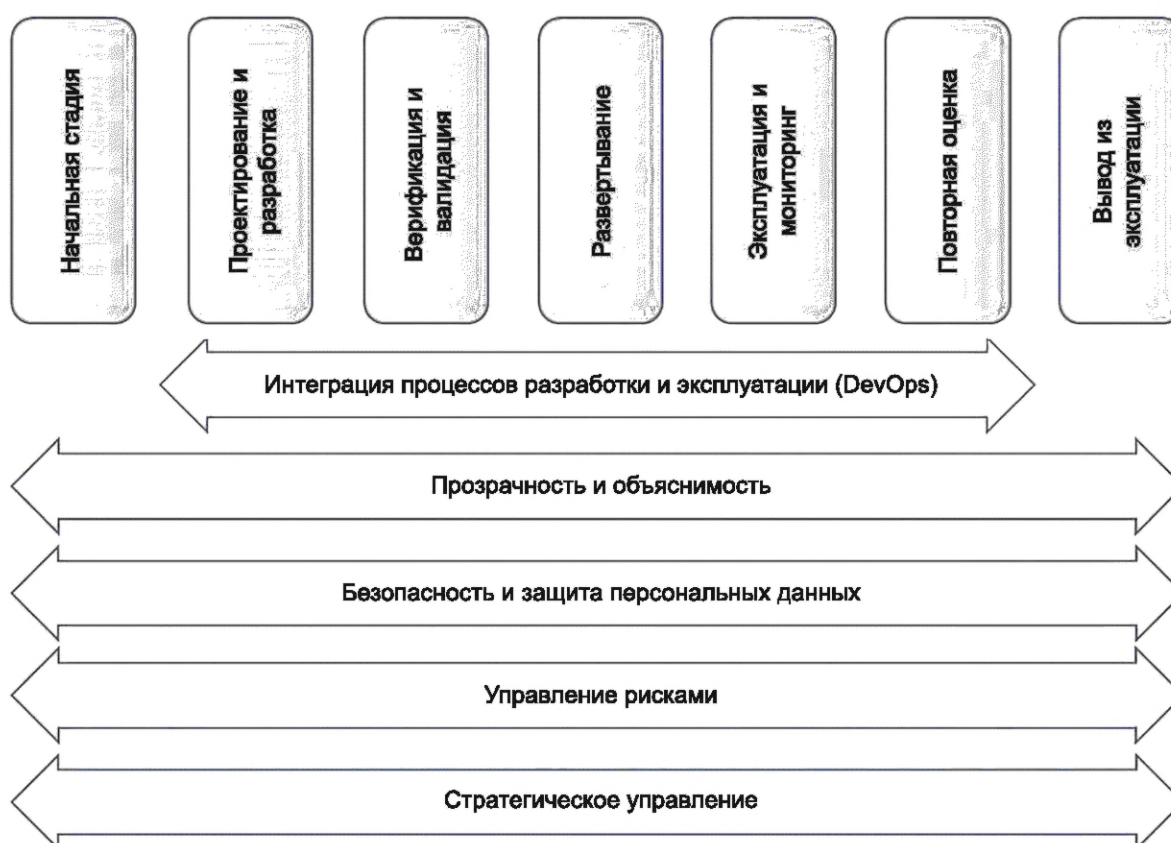 Начальная стадия
Проектирование и
разработка
Верификация и
валидация
Развертывание
Эксплуатация и
мониторинг
Повторная оценка
Вывод из
эксплуатации
Интеграция процессов разработки и эксплуатации (DevOps)
Прозрачность и объяснимость
Безопасность и защита персональных данных
Управление рисками
Стратегическое управление